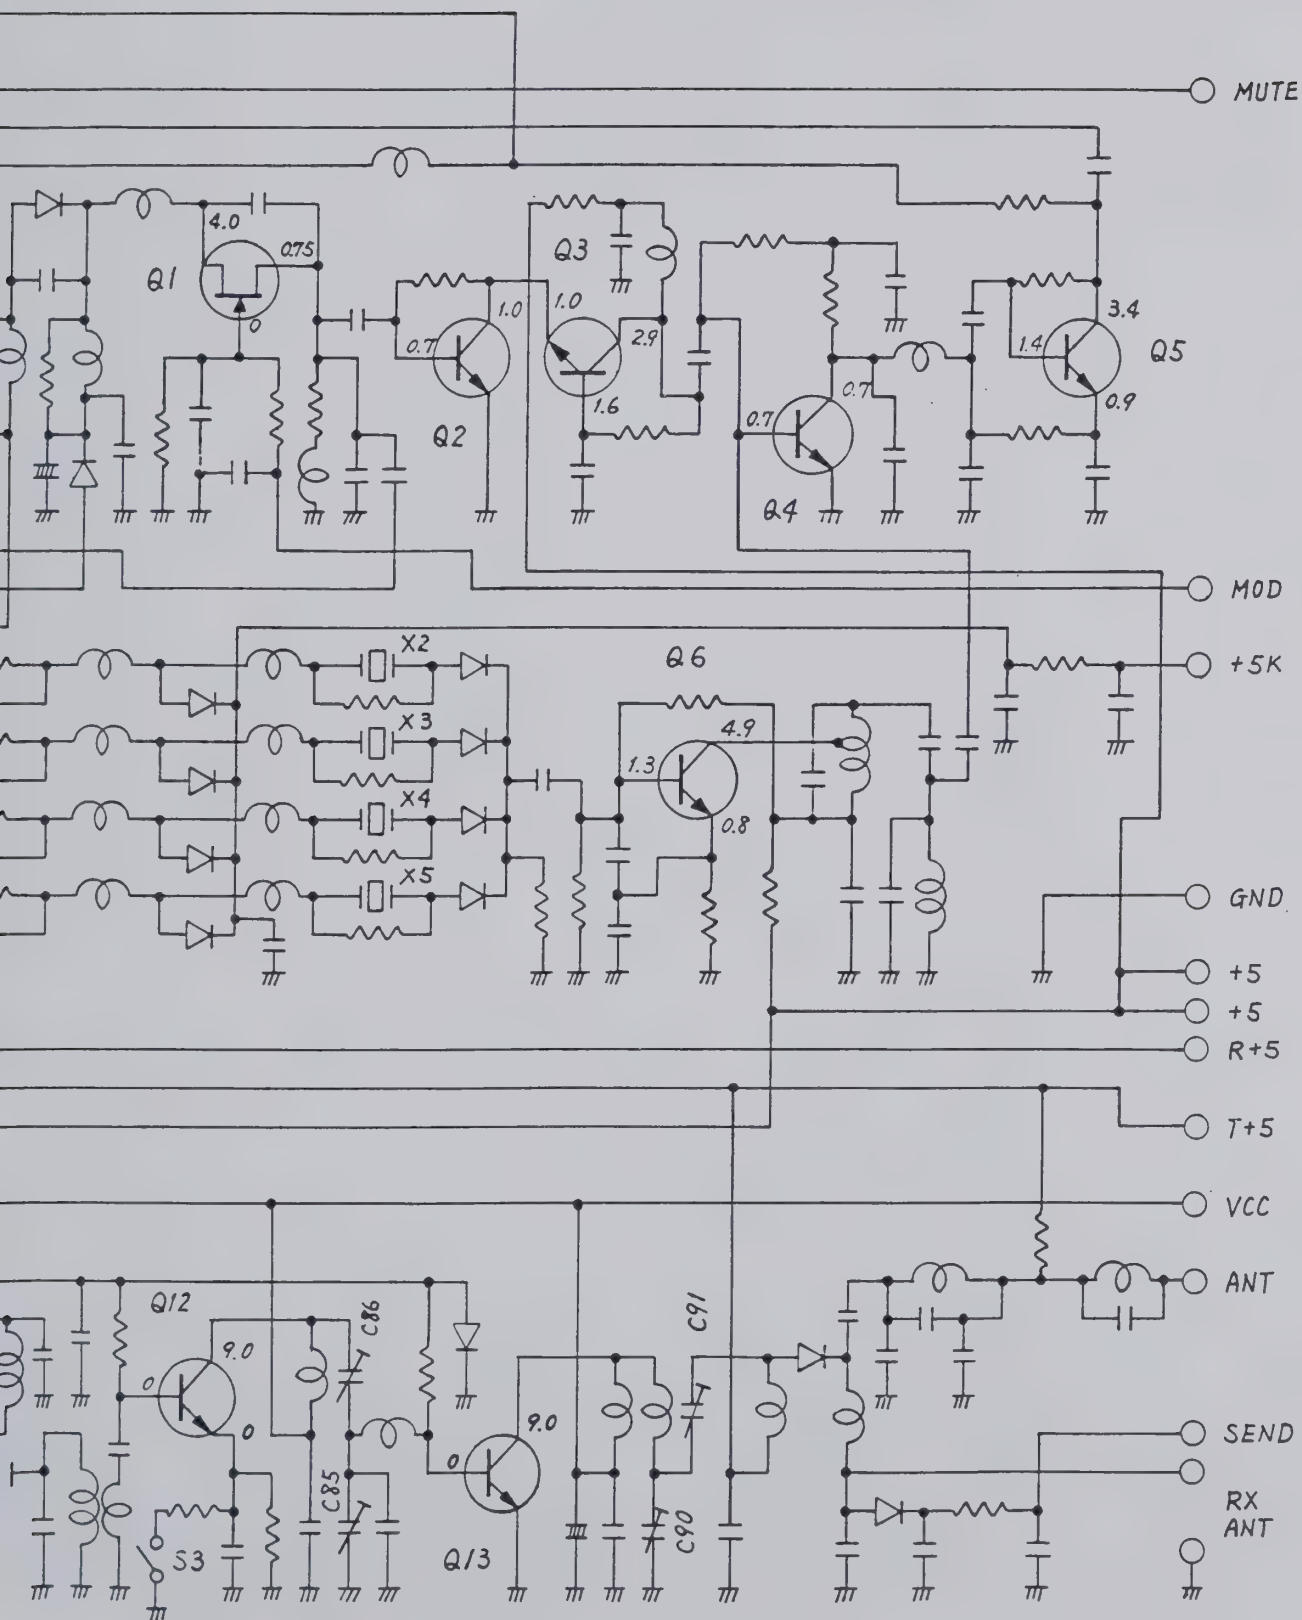 MUTE
4.0
Q1
0.75
0
0.7
1.0
Q2
Q3
1.0
2.9
1.6
0.7
0.7
Q4
1.4
3.4
Q5
0.9
MOD
X2
Q6
+5K
X3
4.9
1.3
X4
0.8
X5
GND
+5
+5
R+5
T+5
VCC
ANT
Q12
C86
C91
9.0
0
0
9.0
0
SEND
C85
C90
RX
ANT
S3
Q13